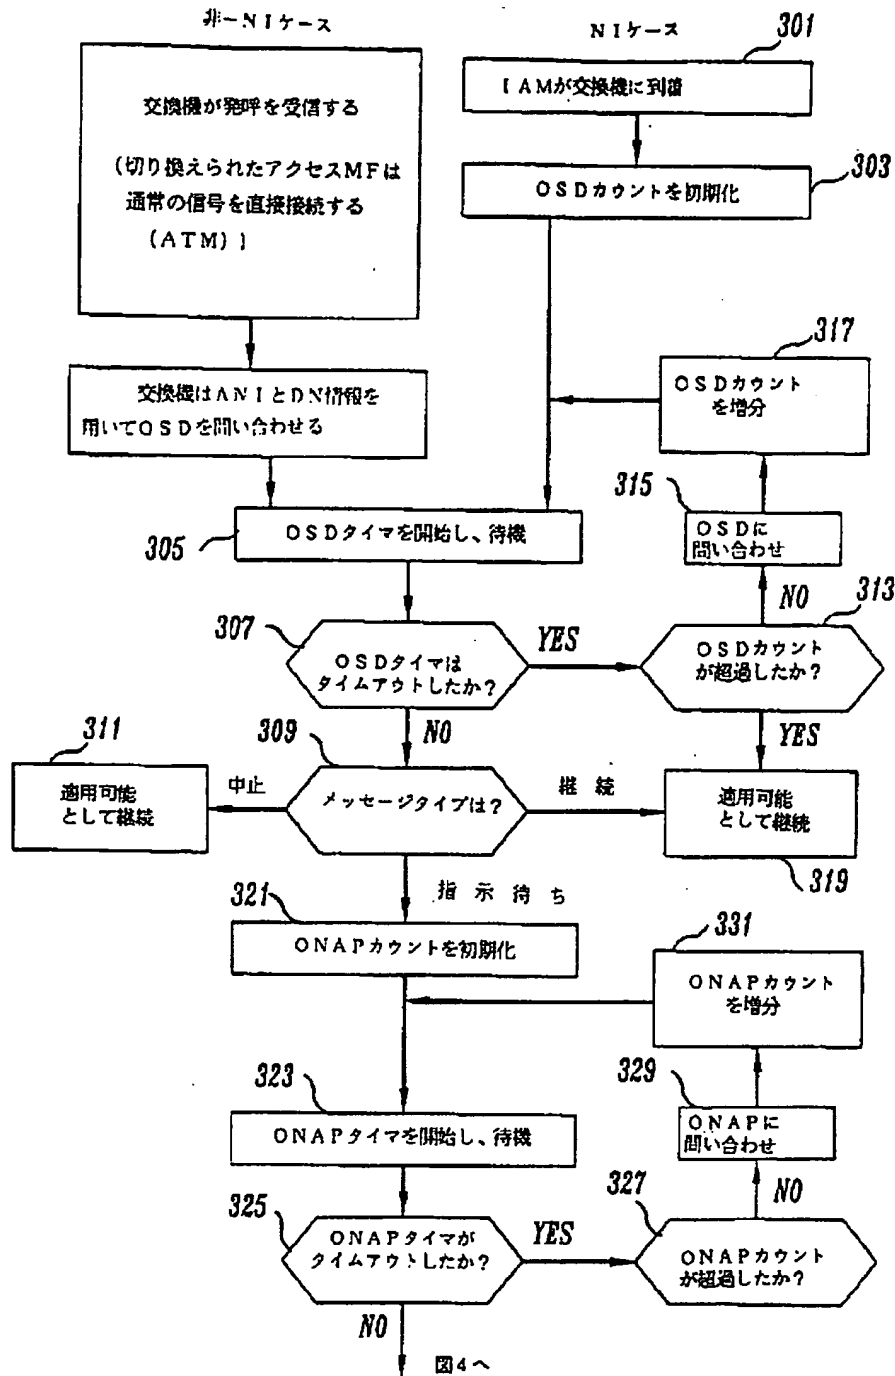 非－NIケース
NIケース
301
IAMが交換機に到着
交換機が発呼を受信する
(切り換えられたアクセスMFは
通常の信号を直接接続する
(ATM))
303
OSDカウントを初期化
317
OSDカウント
を増分
交換機はANIとDN情報を
用いてOSDを問い合わせる
315
OSDに
問い合わせ
305
OSDタイマを開始し、待機
NO
313
307
OSDタイマは
タイムアウトしたか?
YES
OSDカウント
が超過したか?
311
309
NO
YES
適用可能
として継続
中止
メッセージタイプは?
継続
適用可能
として継続
319
指示待ち
321
ONAPカウントを初期化
331
ONAPカウント
を増分
323
ONAPタイマを開始し、待機
329
ONAPに
問い合わせ
NO
325
ONAPタイマが
タイムアウトしたか?
YES
327
ONAPカウント
が超過したか?
NO
図4へ